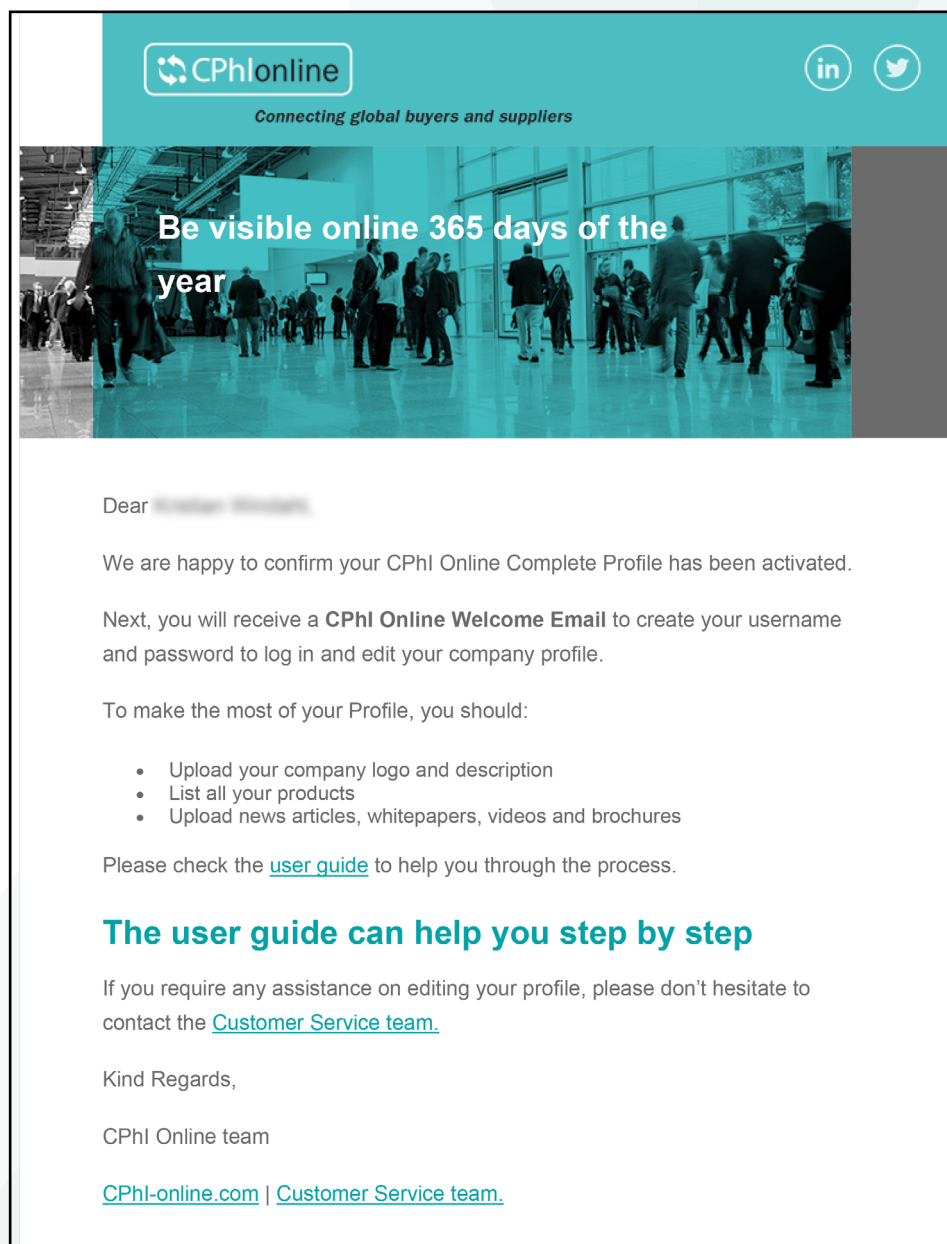 CPhIonline
in
Connecting global buyers and suppliers
Be visible online 365 days of the
year
Dear
We are happy to confirm your CPhI Online Complete Profile has been activated.
Next, you will receive a CPhI Online Welcome Email to create your username
and password to log in and edit your company profile.
To make the most of your Profile, you should:
• Upload your company logo and description
• List all your products
• Upload news articles, whitepapers, videos and brochures
Please check the user guide to help you through the process.
The user guide can help you step by step
If you require any assistance on editing your profile, please don’t hesitate to
contact the Customer Service team.
Kind Regards,
CPhI Online team
CPhI-online.com | Customer Service team.